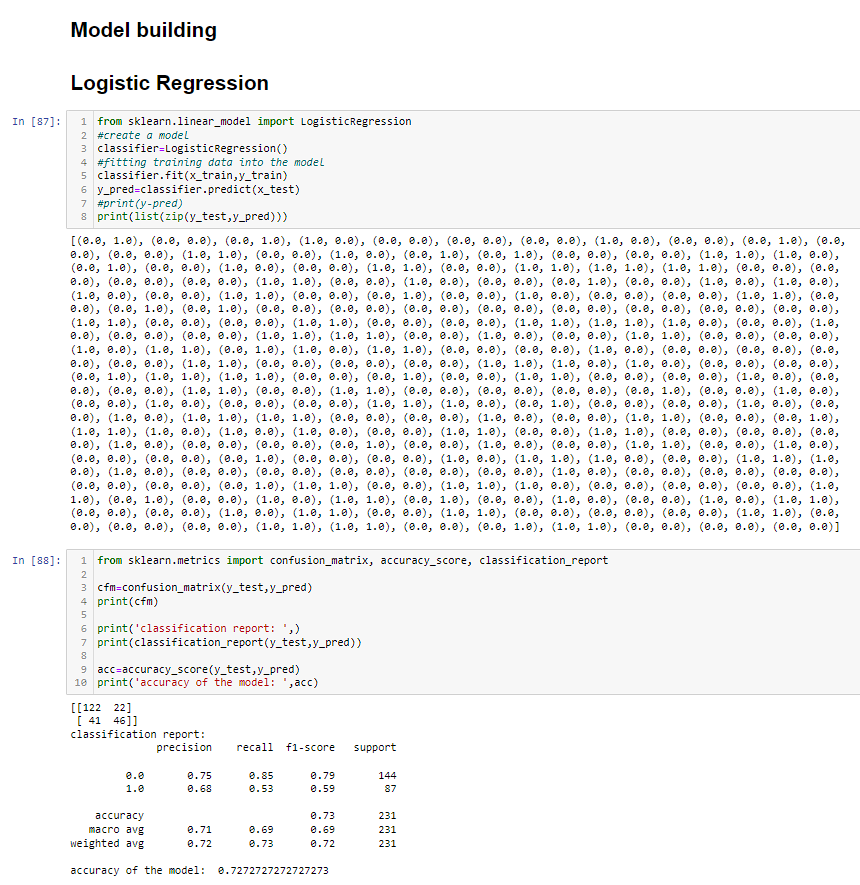 Model building
Logistic Regression
In [87]:
1 from sklearn.linear_model import LogisticRegression
2 #create a model
3 classifier=LogisticRegression()
4 #fitting training data into the model
5 classifier.fit(x_train,y_train)
6 y_pred=classifier.predict(x_test)
7 #print(y-pred)
8 print(list(zip(y_test,y_pred)))
[(0.0, 1.0), (0.0, 0.0), (0.0, 1.0), (1.0, 0.0), (0.0, 0.0), (0.0, 0.0), (0.0, 0.0), (1.0, 0.0), (0.0, 0.0), (0.0, 1.0), (0.0,
0.0), (0.0, 0.0), (1.0, 1.0), (0.0, 0.0), (1.0, 0.0), (0.0, 1.0), (0.0, 1.0), (0.0, 0.0), (0.0, 0.0), (1.0, 1.0), (1.0, 0.0),
(0.0, 1.0), (0.0, 0.0), (1.0, 0.0), (0.0, 0.0), (1.0, 1.0), (0.0, 0.0), (1.0, 1.0), (1.0, 1.0), (1.0, 1.0), (0.0, 0.0), (0.0,
0.0), (0.0, 0.0), (0.0, 0.0), (1.0, 1.0), (0.0, 0.0), (1.0, 0.0), (0.0, 0.0), (0.0, 1.0), (0.0, 0.0), (1.0, 0.0), (1.0, 0.0),
(1.0, 0.0), (0.0, 0.0), (1.0, 1.0), (0.0, 0.0), (0.0, 1.0), (0.0, 0.0), (1.0, 0.0), (0.0, 0.0), (0.0, 0.0), (1.0, 1.0), (0.0,
0.0), (0.0, 1.0), (0.0, 1.0), (0.0, 0.0), (0.0, 0.0), (0.0, 0.0), (0.0, 0.0), (0.0, 0.0), (0.0, 0.0), (0.0, 0.0), (0.0, 0.0),
(1.0, 1.0), (0.0, 0.0), (0.0, 0.0), (1.0, 1.0), (0.0, 0.0), (0.0, 0.0), (1.0, 1.0), (1.0, 1.0), (1.0, 0.0), (0.0, 0.0), (1.0,
0.0), (0.0, 0.0), (0.0, 0.0), (1.0, 1.0), (1.0, 1.0), (0.0, 0.0), (1.0, 0.0), (0.0, 0.0), (1.0, 1.0), (0.0, 0.0), (0.0, 0.0),
(1.0, 0.0), (1.0, 1.0), (0.0, 1.0), (1.0, 0.0), (1.0, 1.0), (0.0, 0.0), (0.0, 0.0), (1.0, 0.0), (0.0, 0.0), (0.0, 0.0), (0.0,
0.0), (0.0, 0.0), (1.0, 1.0), (0.0, 0.0), (0.0, 0.0), (0.0, 0.0), (1.0, 1.0), (1.0, 0.0), (1.0, 0.0), (0.0, 0.0), (0.0, 0.0),
(0.0, 1.0), (1.0, 1.0), (1.0, 1.0), (0.0, 0.0), (0.0, 1.0), (0.0, 0.0), (1.0, 1.0), (0.0, 0.0), (0.0, 0.0), (1.0, 0.0), (0.0,
0.0), (0.0, 0.0), (1.0, 1.0), (0.0, 0.0), (1.0, 1.0), (0.0, 0.0), (0.0, 0.0), (0.0, 0.0), (0.0, 1.0), (0.0, 0.0), (1.0, 0.0),
(0.0, 0.0), (1.0, 0.0), (0.0, 0.0), (0.0, 0.0), (1.0, 1.0), (1.0, 0.0), (0.0, 1.0), (0.0, 0.0), (0.0, 0.0), (1.0, 0.0), (0.0,
0.0), (1.0, 0.0), (1.0, 1.0), (1.0, 1.0), (0.0, 0.0), (0.0, 0.0), (1.0, 0.0), (0.0, 0.0), (1.0, 1.0), (0.0, 0.0), (0.0, 1.0),
(1.0, 1.0), (1.0, 0.0), (1.0, 0.0), (1.0, 0.0), (0.0, 0.0), (1.0, 1.0), (0.0, 0.0), (1.0, 1.0), (0.0, 0.0), (0.0, 0.0), (0.0,
0.0), (1.0, 0.0), (0.0, 0.0), (0.0, 0.0), (0.0, 1.0), (0.0, 0.0), (1.0, 0.0), (0.0, 0.0), (1.0, 1.0), (0.0, 0.0), (1.0, 0.0),
(0.0, 0.0), (0.0, 0.0), (0.0, 1.0), (0.0, 0.0), (0.0, 0.0), (1.0, 0.0), (1.0, 1.0), (1.0, 0.0), (0.0, 0.0), (1.0, 1.0), (1.0,
0.0), (1.0, 0.0), (0.0, 0.0), (0.0, 0.0), (0.0, 0.0), (0.0, 0.0), (0.0, 0.0), (1.0, 0.0), (0.0, 0.0), (0.0, 0.0), (0.0, 0.0),
(0.0, 0.0), (0.0, 0.0), (0.0, 1.0), (1.0, 1.0), (0.0, 0.0), (1.0, 1.0), (1.0, 0.0), (0.0, 0.0), (0.0, 0.0), (0.0, 0.0), (1.0,
1.0), (0.0, 1.0), (0.0, 0.0), (1.0, 0.0), (1.0, 1.0), (0.0, 1.0), (0.0, 0.0), (1.0, 0.0), (0.0, 0.0), (1.0, 0.0), (1.0, 1.0),
(0.0, 0.0), (0.0, 0.0), (1.0, 0.0), (1.0, 1.0), (0.0, 0.0), (1.0, 1.0), (0.0, 0.0), (0.0, 0.0), (0.0, 0.0), (1.0, 1.0), (0.0,
0.0), (0.0, 0.0), (0.0, 0.0), (1.0, 1.0), (1.0, 1.0), (0.0, 0.0), (0.0, 1.0), (1.0, 1.0), (0.0, 0.0), (0.0, 0.0), (0.0, 0.0)]
In [88]:
1 from sklearn.metrics import confusion_matrix, accuracy_score, classification_report
2
3 cfm=confusion_matrix(y_test,y_pred)
4 print(cfm)
5
6 print('classification report: ',)
7 print(classification_report(y_test,y_pred))
8
9 acc=accuracy_score(y_test,y_pred)
10 print('accuracy of the model: ',acc)
[[122 22]
[ 41 46]]
classification report:
precision recall f1-score support
0.0 0.75 0.85 0.79 144
1.0 0.68 0.53 0.59 87
accuracy 0.73 231
macro avg 0.71 0.69 0.69 231
weighted avg 0.72 0.73 0.72 231
accuracy of the model: 0.7272727272727273